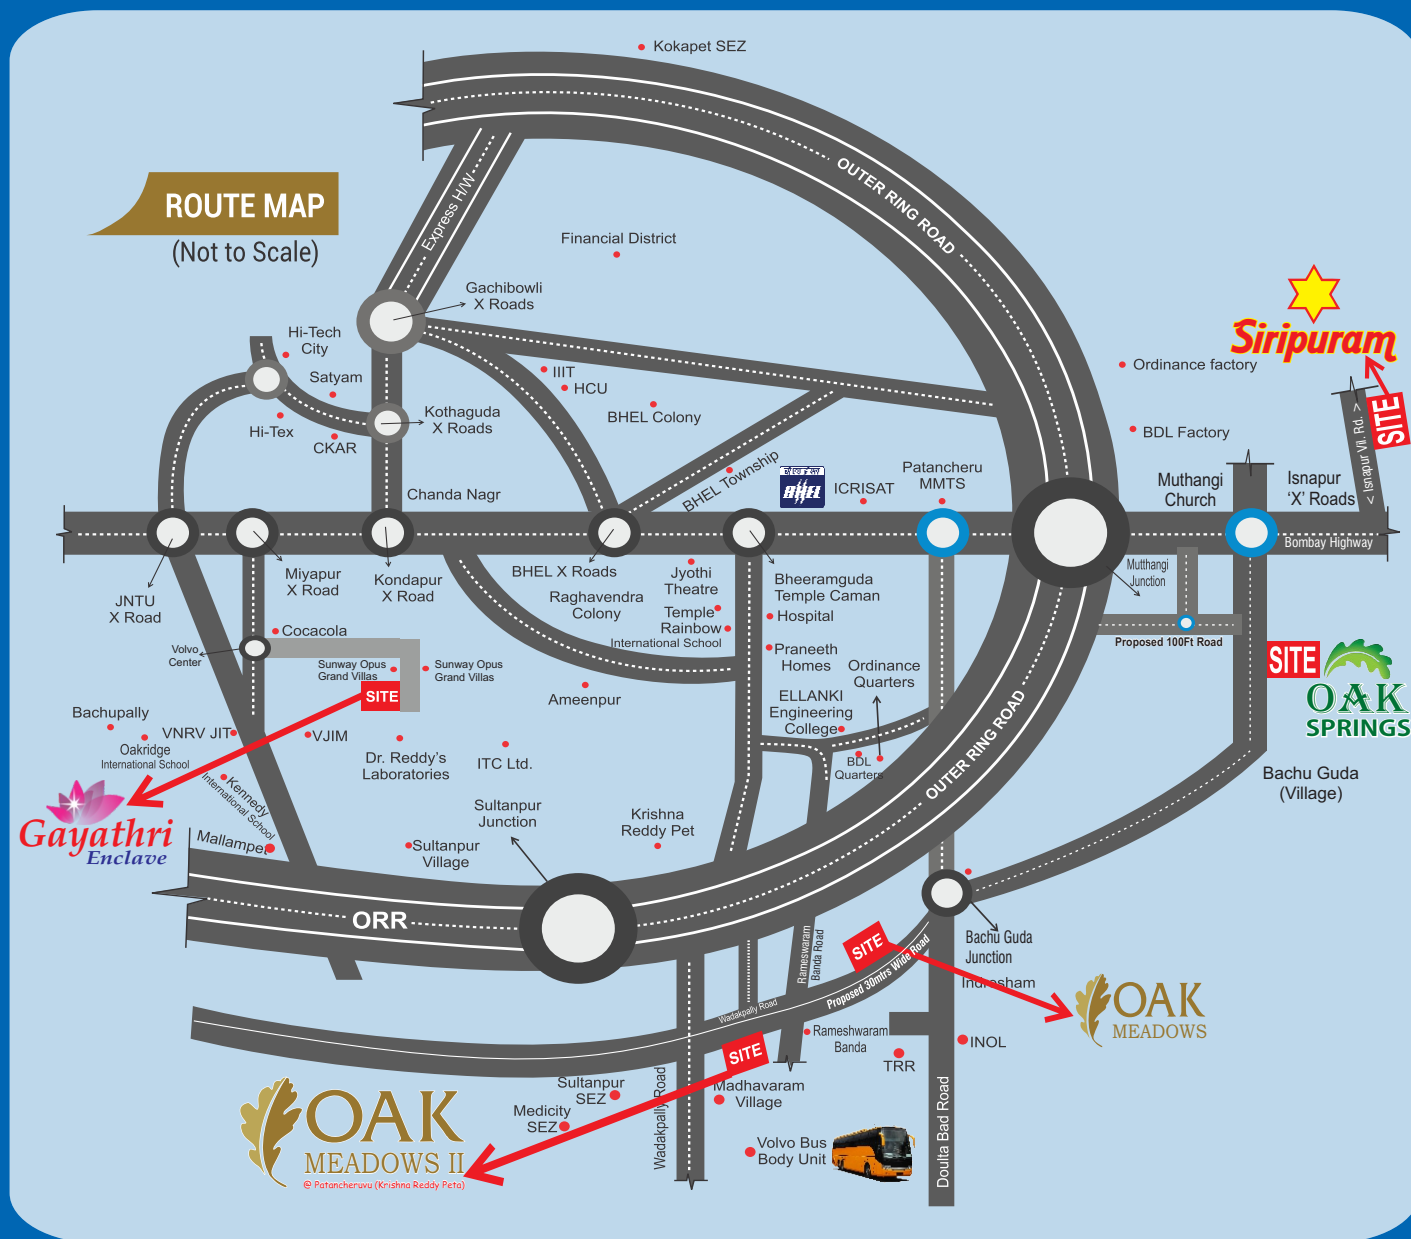 Kokapet SEZ
OUTER RING ROAD
ROUTE MAP
(Not to Scale)
Express H/W
Financial District
Gachibowli
X Roads
Siripuram
SITE
< Isnapur Vil. Rd. >
Hi-Tech
City
Satyam
IIIT
HCU
Ordinance factory
Hi-Tex
CKAR
Kothaguda
X Roads
BHEL Colony
BDL Factory
BHEL Township
BHEL
ICRISAT
Patancheru
MMTS
Muthangi
Church
Isnapur
‘X’ Roads
Chanda Nagr
Bombay Highway
JNTU
X Road
Miyapur
X Road
Kondapur
X Road
BHEL X Roads
Raghavendra
Colony
Jyothi
Theatre
Temple
Rainbow
International School
Bheeramguda
Temple Caman
Hospital
Mutthangi
Junction
Proposed 100Ft Road
Cocacola
Volvo
Center
Sunway Opus
Grand Villas
Sunway Opus
Grand Villas
SITE
Praneeth
Homes
Ordinance
Quarters
SITE
OAK
SPRINGS
Ameenpur
ELLANKI
Engineering
College
BDL
Quarters
OUTER RING ROAD
Bachupally
Oakridge
International School
VNRV JIT
VJIM
Dr. Reddy’s
Laboratories
ITC Ltd.
Bachu Guda
(Village)
Kennedy
International School
Gayathri
Enclave
Mallampet
Sultanpur
Junction
Sultanpur
Village
Krishna
Reddy Pet
ORR
Rameswaram
Banda Road
SITE
Proposed 30mtrs Wide Road
Bachu Guda
Junction
Indresham
OAK
MEADOWS
Wadakpally Road
SITE
Rameshwaram
Banda
TRR
INOL
Sultanpur
SEZ
Medicity
SEZ
Wadakpally Road
Madhavaram
Village
Volvo Bus
Body Unit
Doulta Bad Road
OAK
MEADOWS II
@ Patancheruvu (Krishna Reddy Peta)